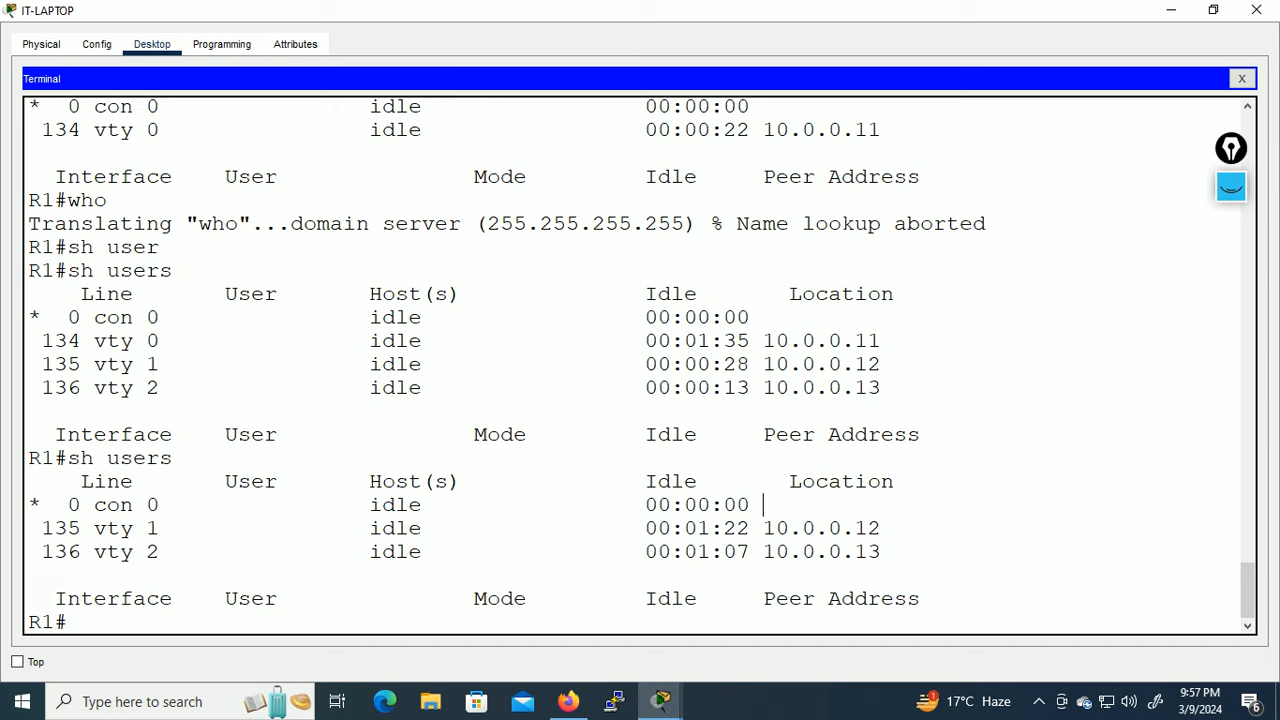 IT-LAPTOP
Physical Config Desktop Programming Attributes
Terminal X
* 0 con 0 idle 00:00:00
134 vty 0 idle 00:00:22 10.0.0.11
Interface User Mode Idle Peer Address
R1#who
Translating "who"...domain server (255.255.255.255) % Name lookup aborted
R1#sh user
R1#sh users
Line User Host(s) Idle Location
* 0 con 0 idle 00:00:00
134 vty 0 idle 00:01:35 10.0.0.11
135 vty 1 idle 00:00:28 10.0.0.12
136 vty 2 idle 00:00:13 10.0.0.13
Interface User Mode Idle Peer Address
R1#sh users
Line User Host(s) Idle Location
* 0 con 0 idle 00:00:00
135 vty 1 idle 00:01:22 10.0.0.12
136 vty 2 idle 00:01:07 10.0.0.13
Interface User Mode Idle Peer Address
R1#
Top
Type here to search 1 17°C Haze 9:57 PM
3/9/2024 6